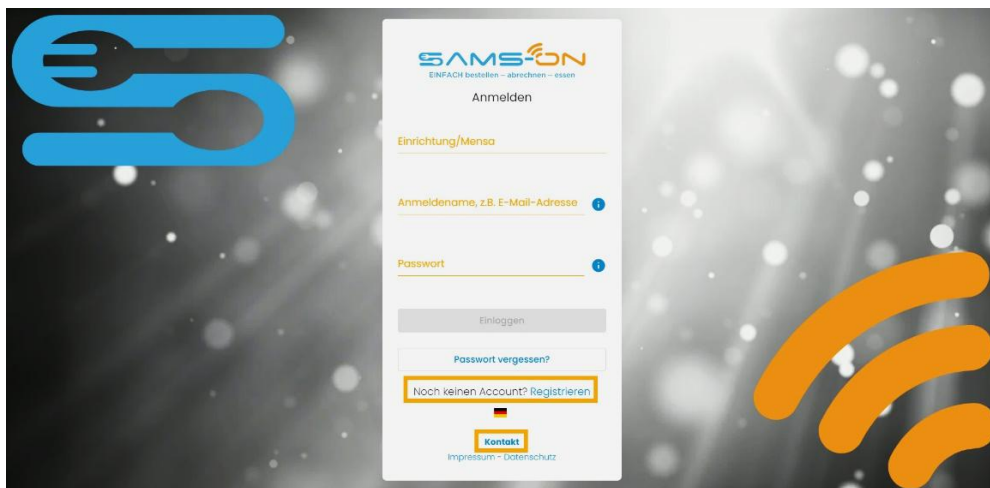 SAMS-ON
EINFACH bestellen – abrechnen – essen
Anmelden
Einrichtung/Mensa
Anmeldename, z.B. E-Mail-Adresse
Passwort
Einloggen
Passwort vergessen?
Noch keinen Account? Registrieren
Kontakt
Impressum - Datenschutz